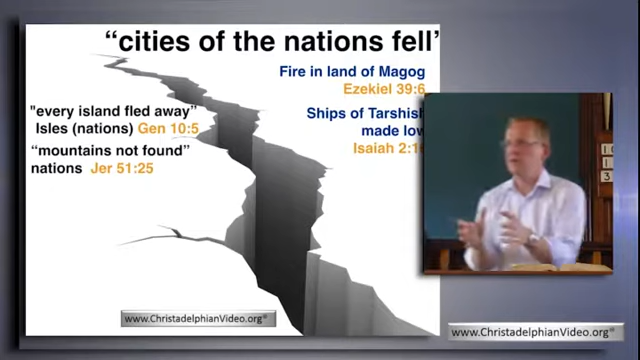 "cities of the nations fell'
Fire in land of Magog
Ezekiel 39:6
"every island fled away"
Isles (nations) Gen 10:5
"mountains not found"
nations Jer 51:25
Ships of Tarshish
made low
Isaiah
www.ChristadelphianVideo.org
www.ChristadelphianVideo.org